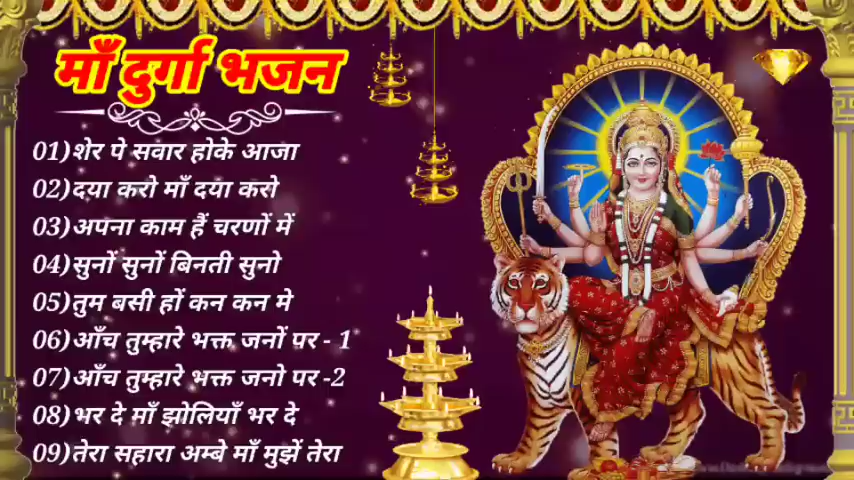 माँ दुर्गा भजन
01)शेर पे सवार होके आजा
02)दया करो माँ दया करो
03)अपना काम हैं चरणों में
04)सुनों सुनों बिनती सुनो
05)तुम बसी हों कन कन मे
06)आँच तुम्हारे भक्त जनों पर - 1
07)आँच तुम्हारे भक्त जनो पर -2
08)भर दे माँ झोलियाँ भर दे
09)तेरा सहारा अम्बे माँ मुझें तेरा